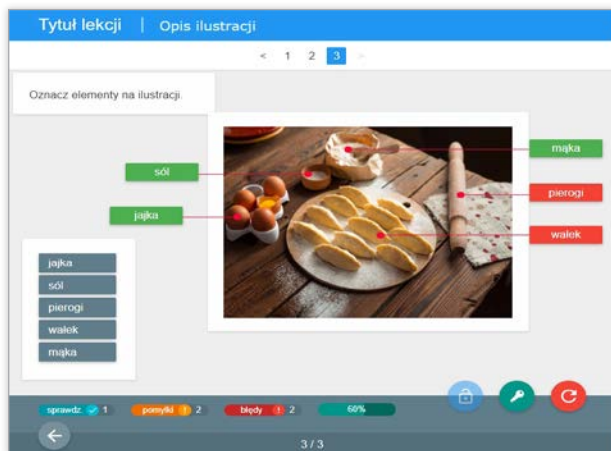 Tytuł lekcji | Opis ilustracji
< 1 2 3 >
Oznacz elementy na ilustracji.
mąka
sól
pierogi
jajka
wałek
jajka
sól
pierogi
wałek
mąka
sprawdź 1 pomyłki 2 błędy 2 60%
3 / 3